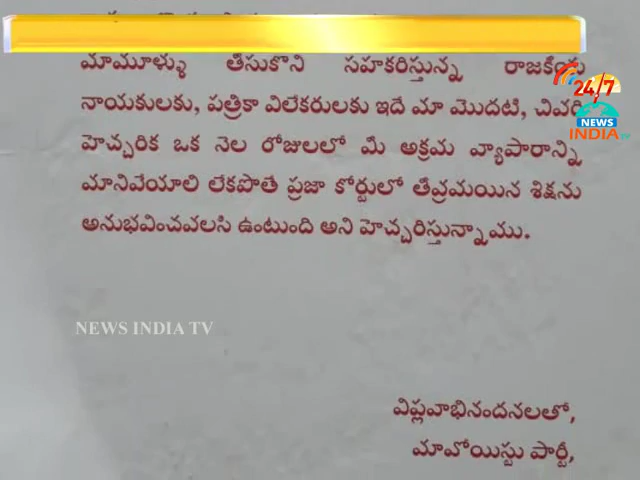 మామూళ్ళు తీసుకొని సహకరిస్తున్న రాజకీయ
నాయకులకు, పత్రికా విలేకరులకు ఇదే మా మొదటి, చివరి
హెచ్చరిక ఒక నెల రోజులలో మీ అక్రమ వ్యాపారాన్ని
మానివేయాలి లేకపోతే ప్రజా కోర్టులో తీవ్రమయిన శిక్షను
అనుభవించవలసి ఉంటుంది అని హెచ్చరిస్తున్నాము.
విప్లవాభినందనలతో,
మావోయిస్టు పార్టీ,
24/7
NEWS
INDIA TV
NEWS INDIA TV